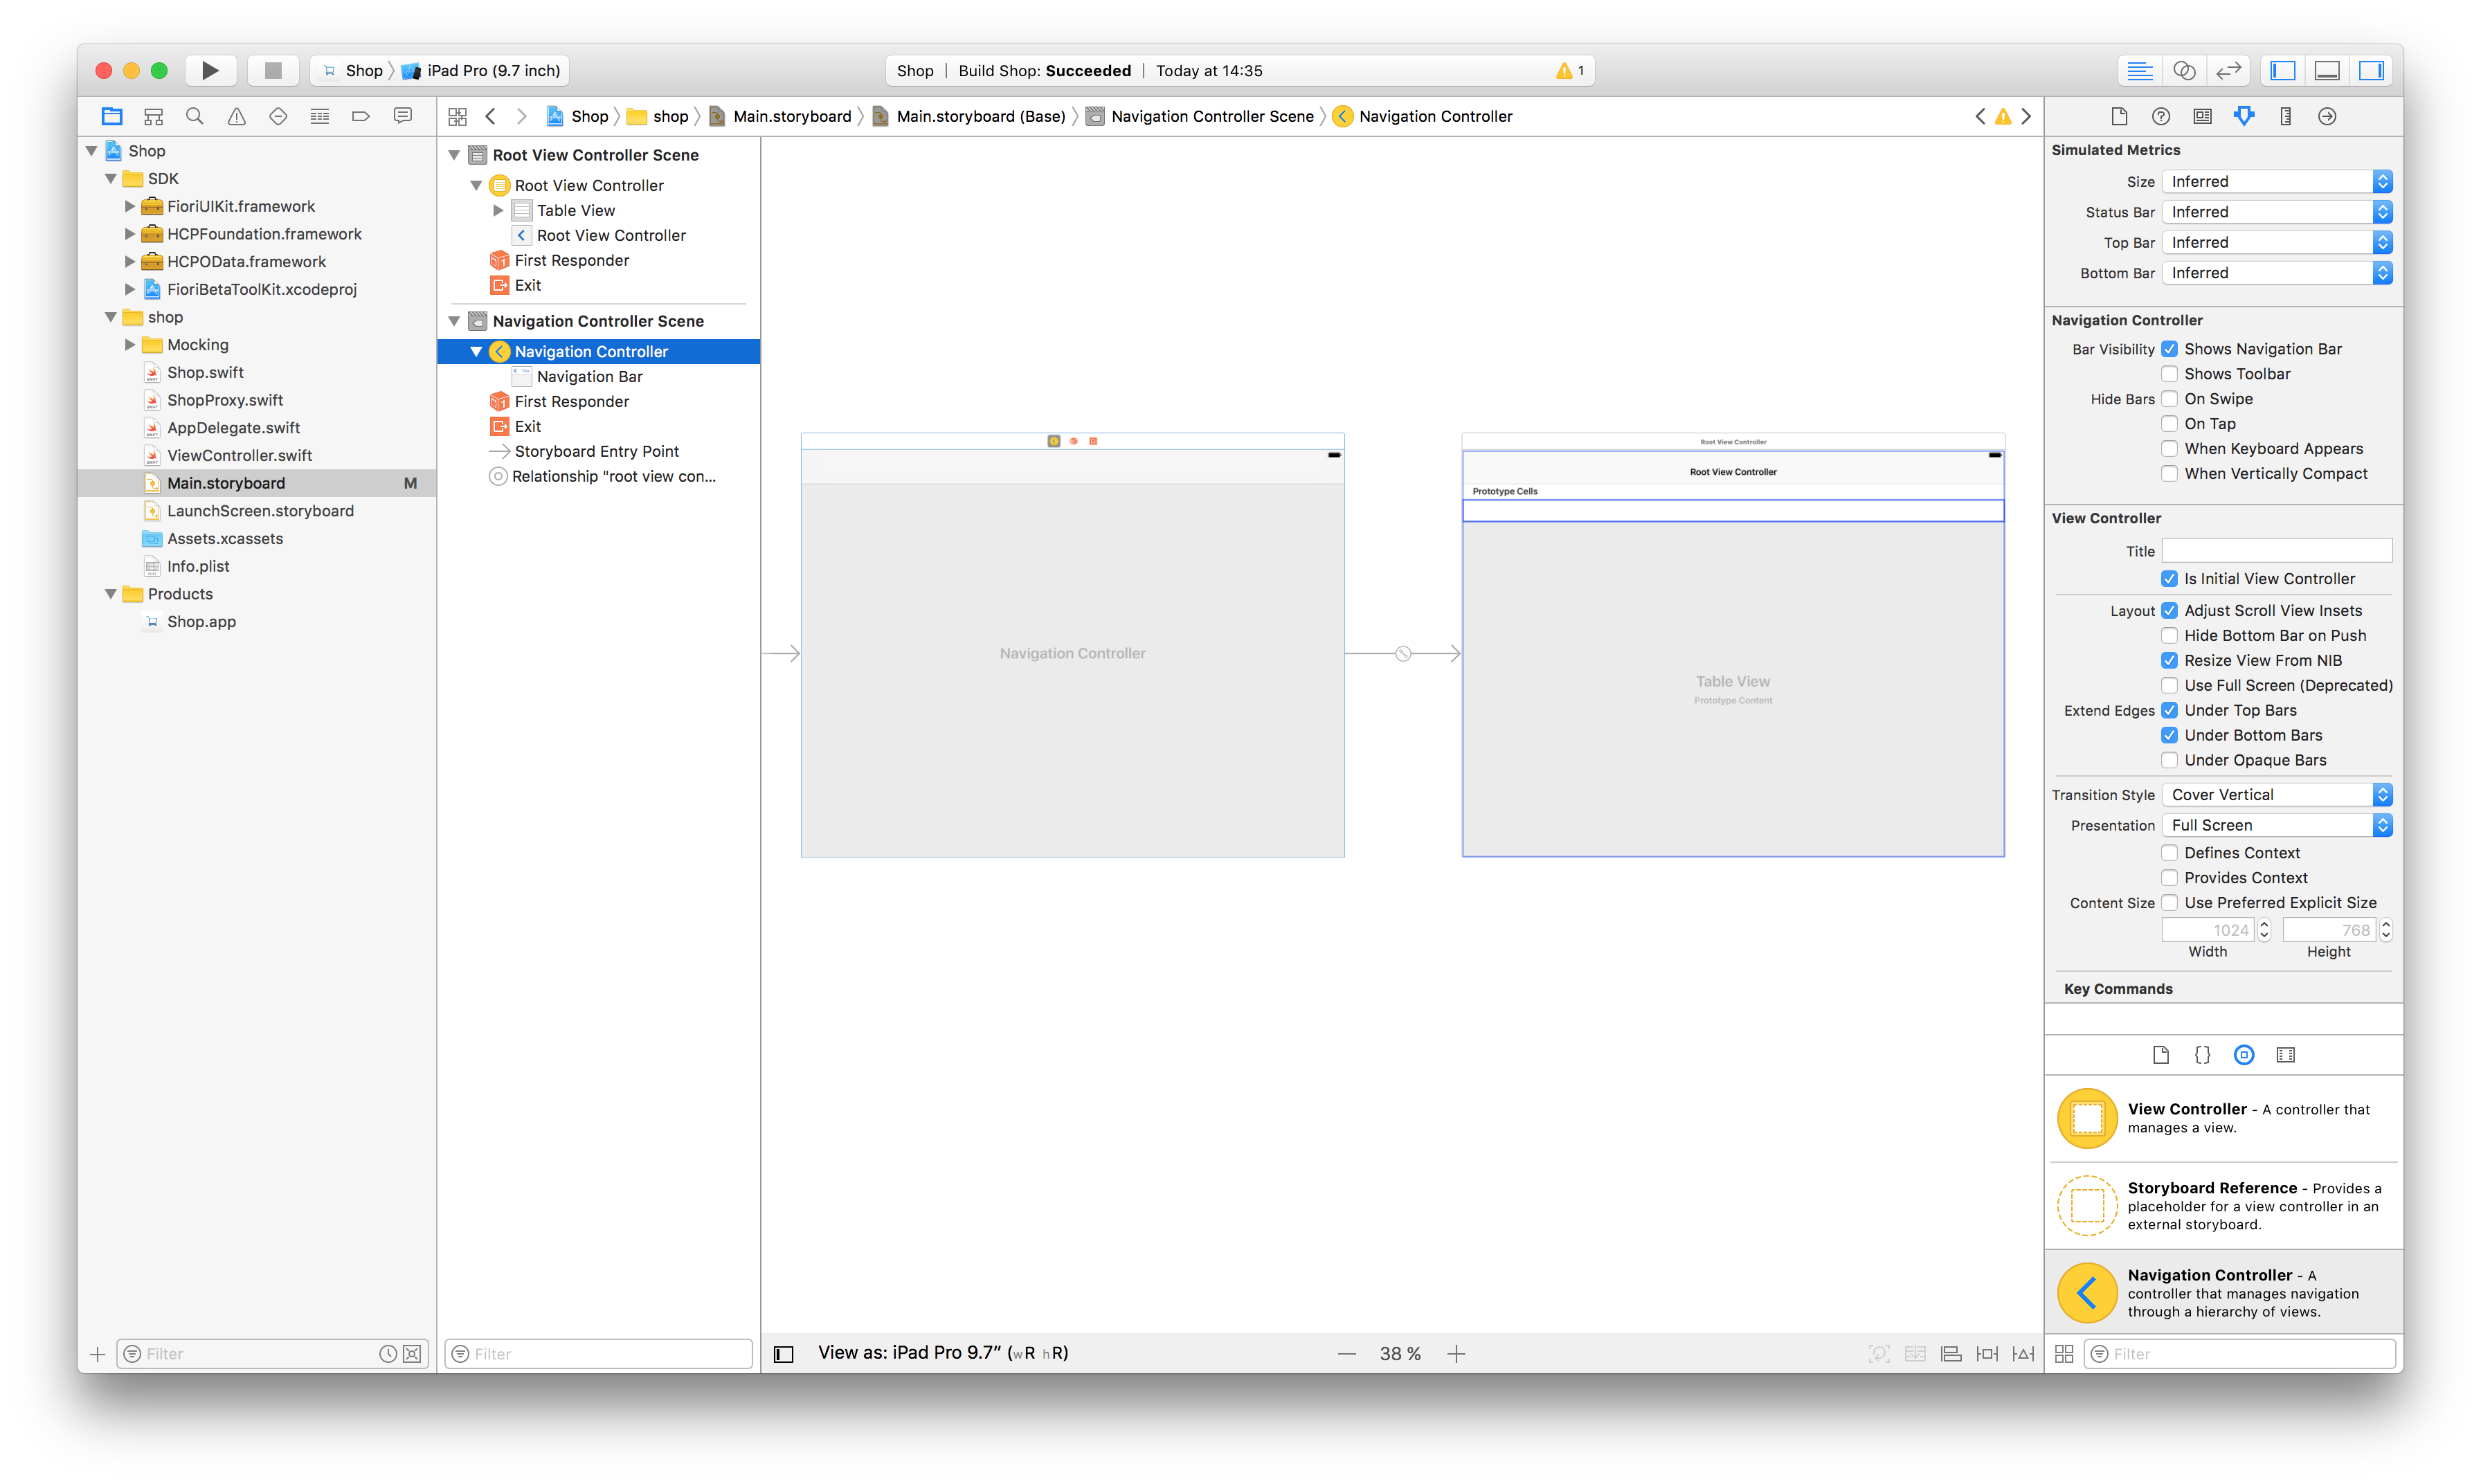 Shop iPad Pro (9.7 inch)
Shop | Build Shop: Succeeded | Today at 14:35
1
Shop shop Main.storyboard Main.storyboard (Base) Navigation Controller Scene Navigation Controller
Shop
SDK
FioriUIKit.framework
HCPFoundation.framework
HCPOData.framework
FioriBetaToolKit.xcodeproj
shop
Mocking
Shop.swift
ShopProxy.swift
AppDelegate.swift
ViewController.swift
Main.storyboard M
LaunchScreen.storyboard
Assets.xcassets
Info.plist
Products
Shop.app
Filter
Root View Controller Scene
Root View Controller
Table View
Root View Controller
First Responder
Exit
Navigation Controller Scene
Navigation Controller
Navigation Bar
First Responder
Exit
Storyboard Entry Point
Relationship "root view con...
Filter
Navigation Controller
Root View Controller
Root View Controller
Prototype Cells
Table View
Prototype Content
View as: iPad Pro 9.7” (wR hR)
38 %
Simulated Metrics
Size Inferred
Status Bar Inferred
Top Bar Inferred
Bottom Bar Inferred
Navigation Controller
Bar Visibility Shows Navigation Bar
Shows Toolbar
Hide Bars On Swipe
On Tap
When Keyboard Appears
When Vertically Compact
View Controller
Title
Is Initial View Controller
Layout Adjust Scroll View Insets
Hide Bottom Bar on Push
Resize View From NIB
Use Full Screen (Deprecated)
Extend Edges Under Top Bars
Under Bottom Bars
Under Opaque Bars
Transition Style Cover Vertical
Presentation Full Screen
Defines Context
Provides Context
Content Size Use Preferred Explicit Size
1024 768
Width Height
Key Commands
View Controller - A controller that
manages a view.
Storyboard Reference - Provides a
placeholder for a view controller in an
external storyboard.
Navigation Controller - A
controller that manages navigation
through a hierarchy of views.
Filter